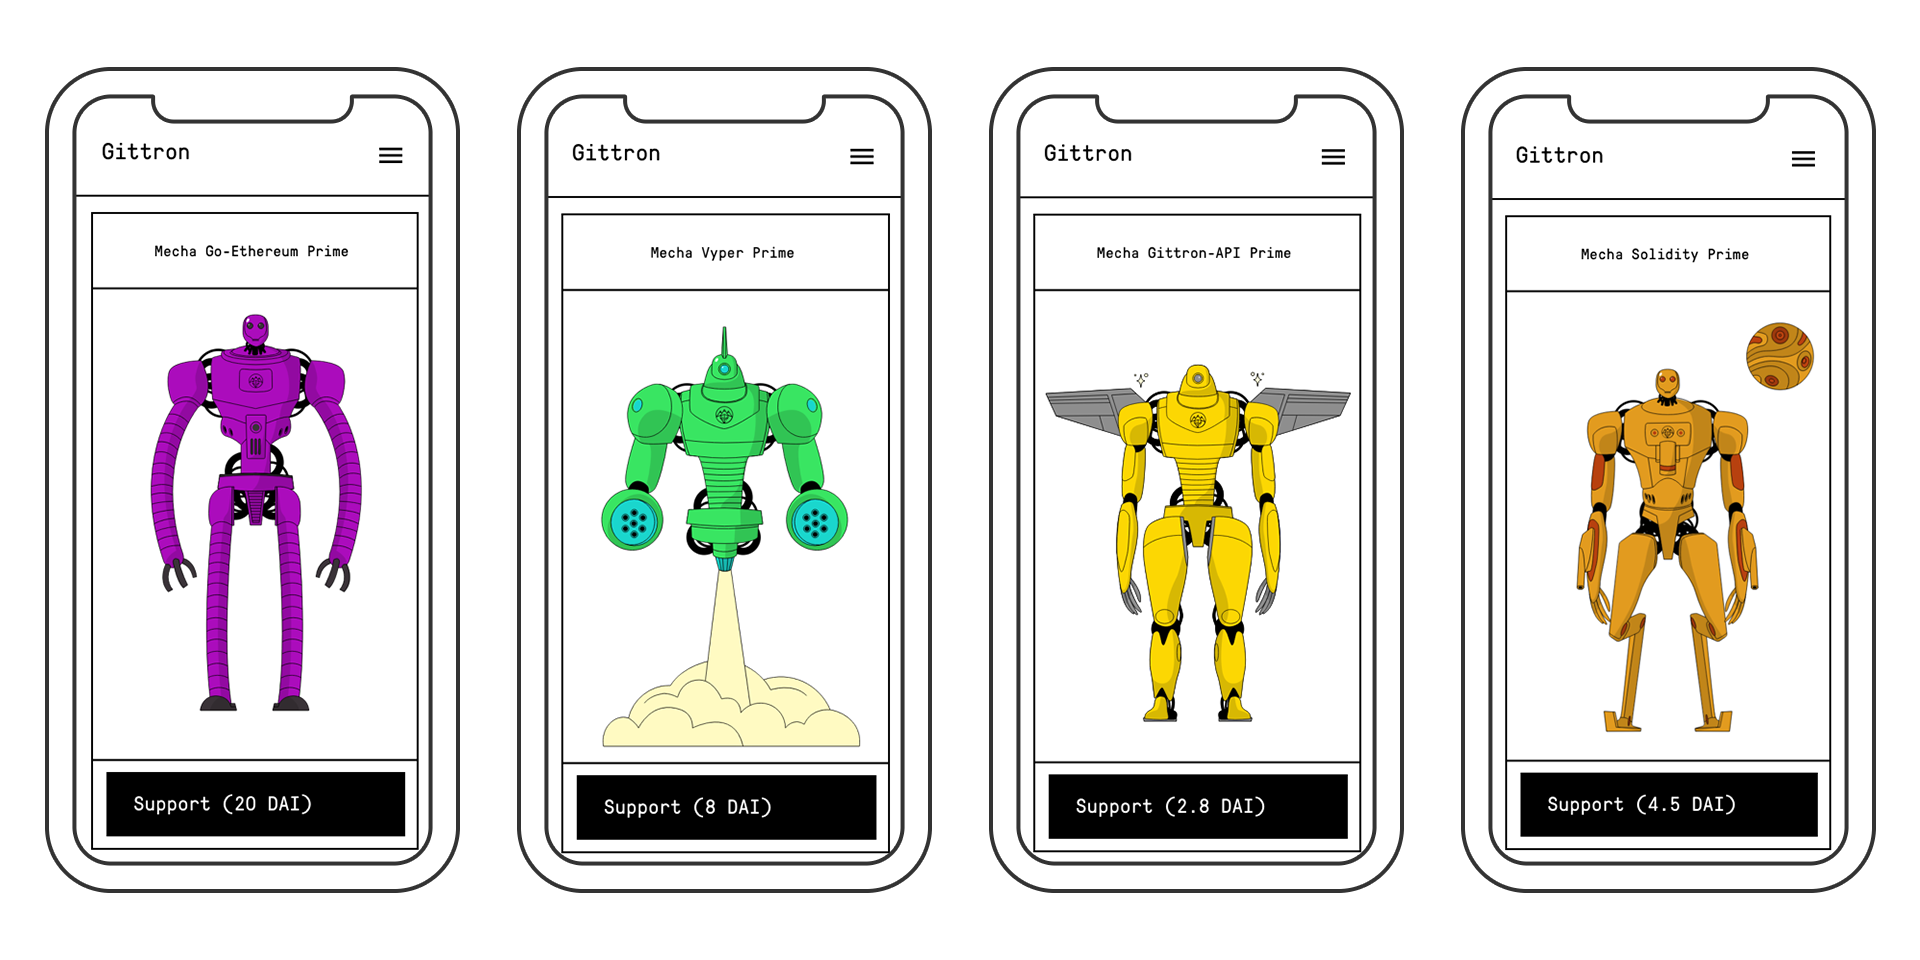 Gittron
Mecha Go-Ethereum Prime
Support (20 DAI)
Gittron
Mecha Vyper Prime
Support (8 DAI)
Gittron
Mecha Gittron-API Prime
Support (2.8 DAI)
Gittron
Mecha Solidity Prime
Support (4.5 DAI)